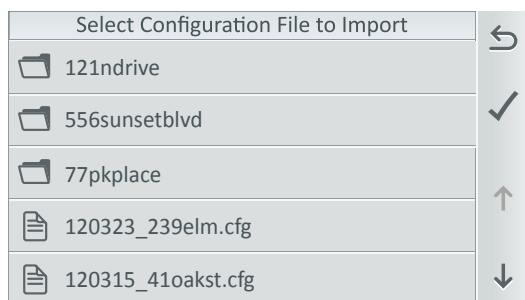 Select Configuration File to Import
121ndrive
556sunsetblvd
77pkplace
120323_239elm.cfg
120315_41oakst.cfg